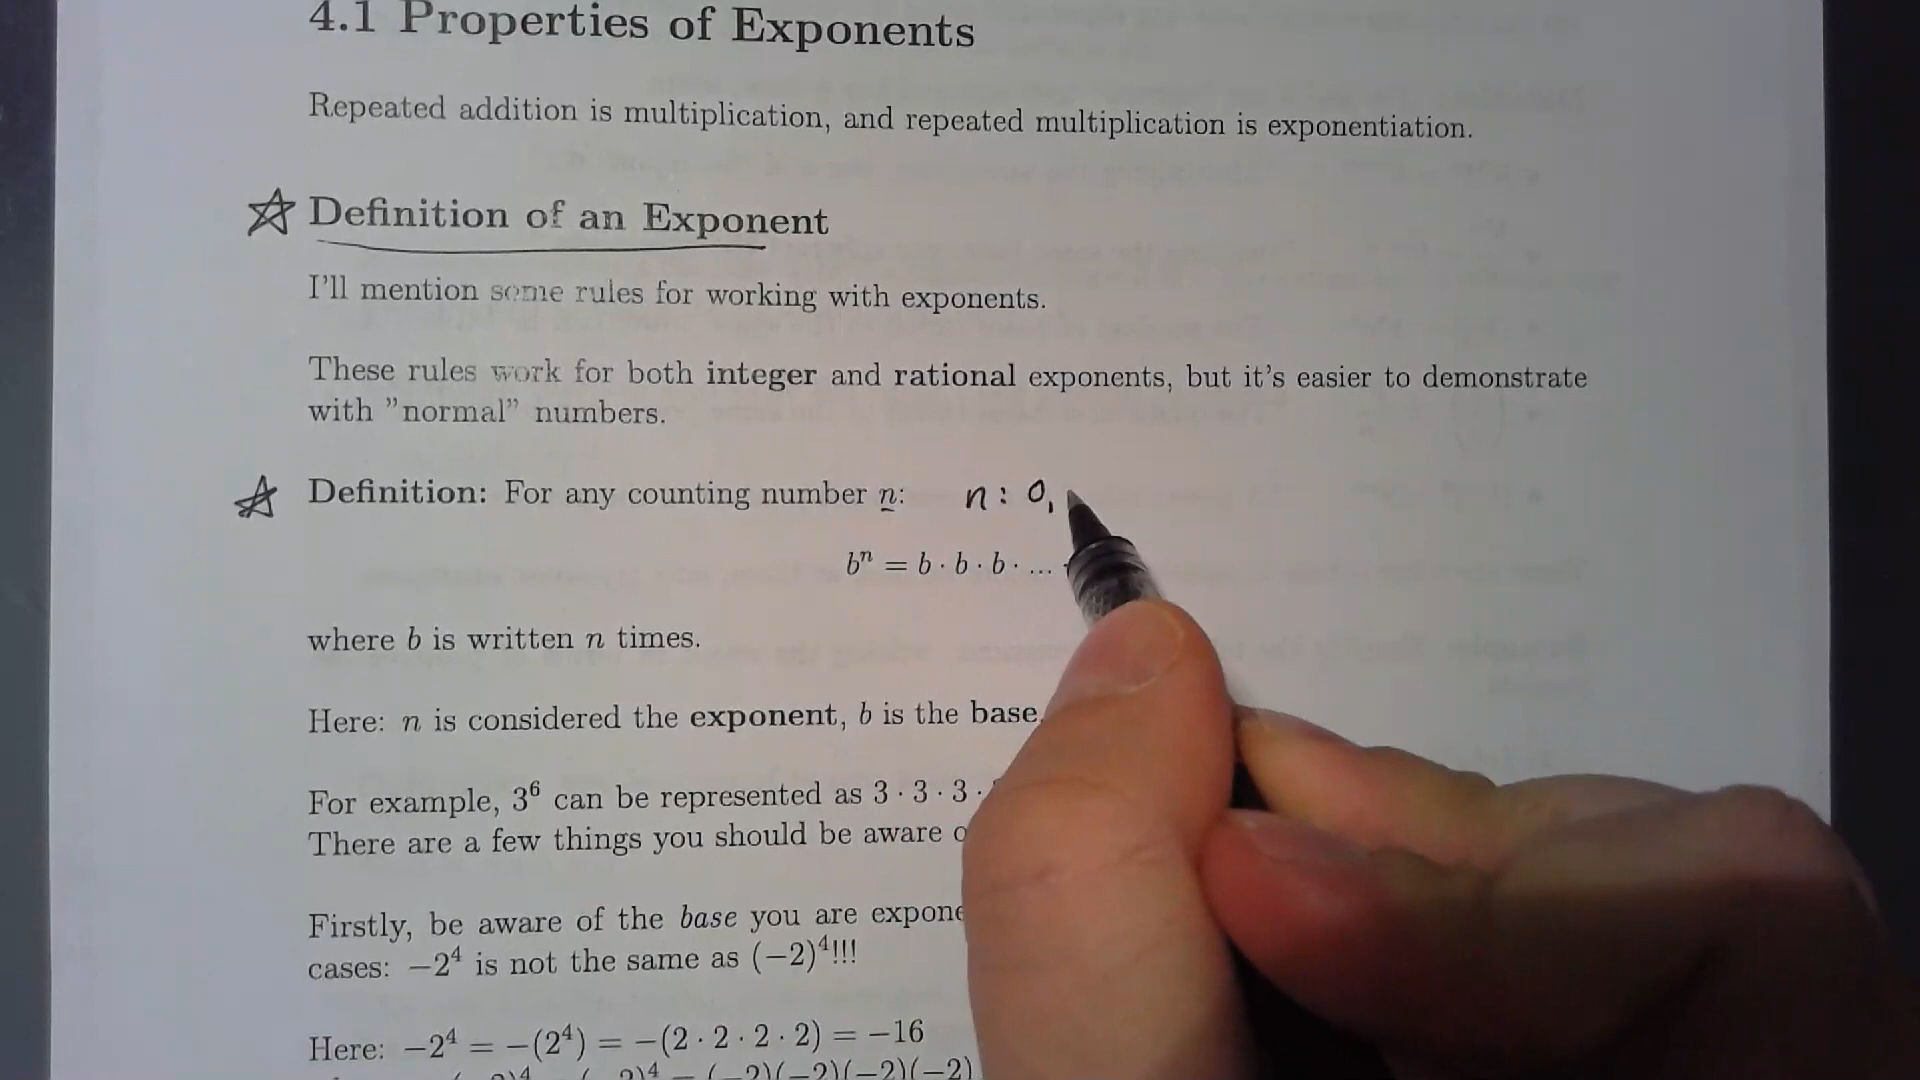 4.1 Properties of Exponents
Repeated addition is multiplication, and repeated multiplication is exponentiation.
Definition of an Exponent
I'll mention some rules for working with exponents.
These rules work for both integer and rational exponents, but it's easier to demonstrate
with "normal" numbers.
Definition: For any counting number n: n: 0,
bⁿ = b · b · b · ...
where b is written n times.
Here: n is considered the exponent, b is the base.
For example, 3⁶ can be represented as 3 · 3 · 3 ·
There are a few things you should be aware
Firstly, be aware of the base you are
cases: −2⁴ is not the same as (−2)⁴!!!
Here: −2⁴ = −(2⁴) = −(2 · 2 · 2 · 2) = −16
(−2)(−2)(−2)(−2)